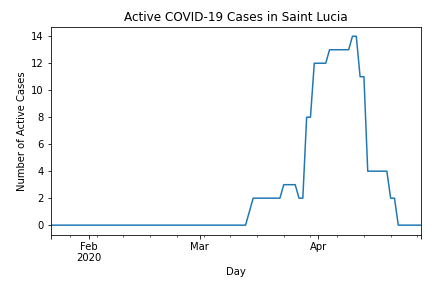 Active COVID-19 Cases in Saint Lucia
Number of Active Cases
14
12
10
8
6
4
2
0
Feb
2020
Mar
Apr
Day